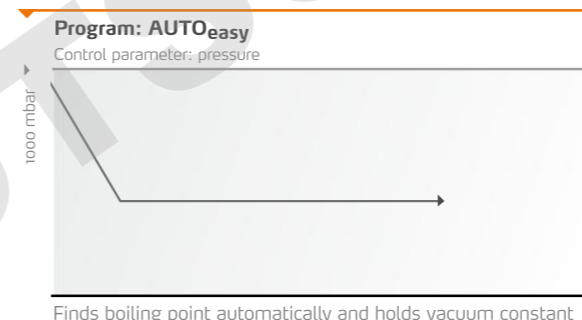 Program: AUTOeasy
Control parameter: pressure
1000 mbar
Finds boiling point automatically and holds vacuum constant